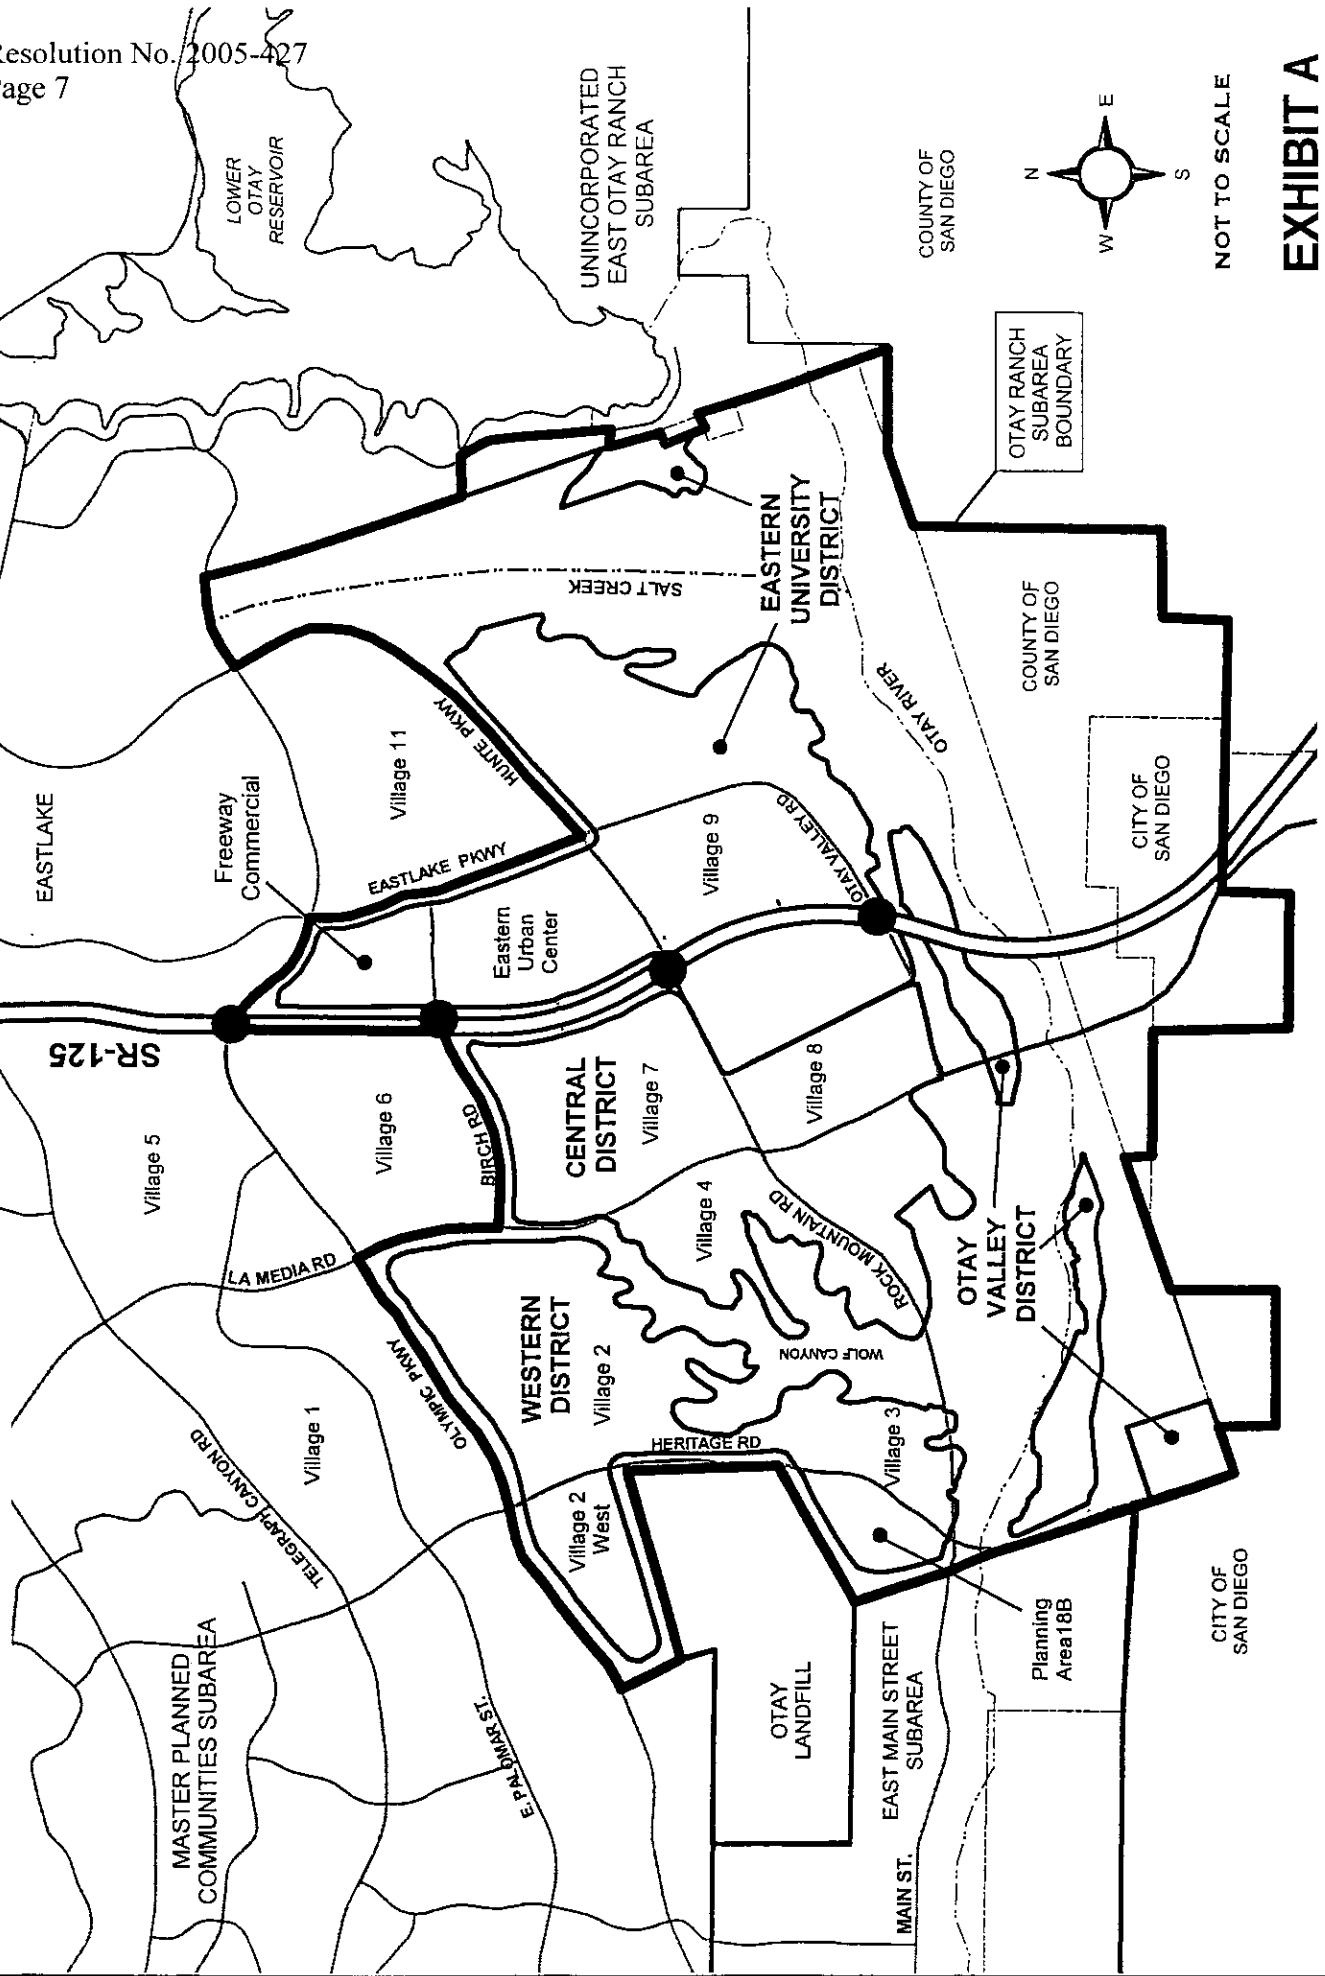 Resolution No. 2005-427
Page 7
EXHIBIT A
NOT TO SCALE
N
E
S
W
LOWER
OTAY
RESERVOIR
UNINCORPORATED
EAST OTAY RANCH
SUBAREA
COUNTY OF
SAN DIEGO
OTAY RANCH
SUBAREA
BOUNDARY
EASTLAKE
Freeway
Commercial
Village 11
HUNTE PKWY
EASTLAKE PKWY
SALT CREEK
EASTERN
UNIVERSITY
DISTRICT
OTAY RIVER
COUNTY OF
SAN DIEGO
CITY OF
SAN DIEGO
Eastern
Urban
Center
Village 9
OTAY VALLEY RD
OTAY VALLEY RD
SR-125
Village 5
Village 6
BIRCH RD
CENTRAL
DISTRICT
Village 7
Village 8
Village 4
ROCK MOUNTAIN RD
OTAY
VALLEY
DISTRICT
LA MEDIA RD
OLYMPIC PKWY
WESTERN
DISTRICT
Village 2
WOLF CANYON
HERITAGE RD
Village 3
Village 1
TELEGRAPH CANYON RD
Village 2
West
Planning
Area18B
CITY OF
SAN DIEGO
MASTER PLANNED
COMMUNITIES SUBAREA
E. PALOMAR ST.
OTAY
LANDFILL
EAST MAIN STREET
SUBAREA
MAIN ST.